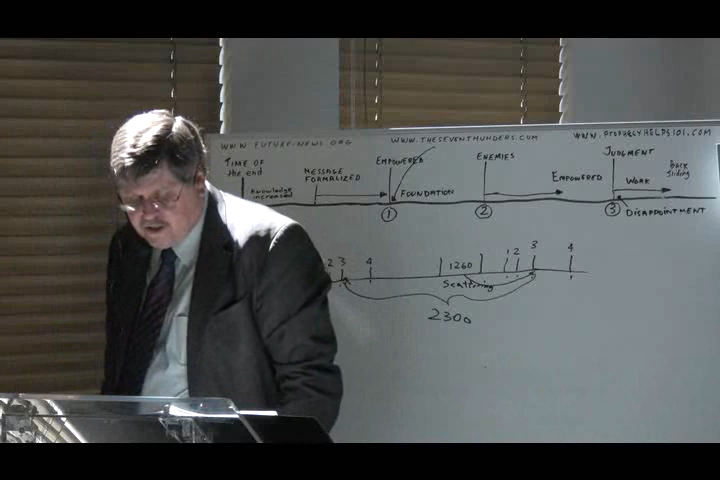 WWW.FUTURE-NEWS.ORG WWW.THESEVENTHUNDERS.COM WWW.PROPHECYHELPS101.COM
TIME OF the end
Knowledge increased
MESSAGE FORMALIZED
EMPOWERED
FOUNDATION
1
ENEMIES
EMPOWERED
2
JUDGMENT
WORK
BACK Sliding
3
DISAPPOINTMENT
2 3 4 1260 1 2 3 4
Scattering
2300